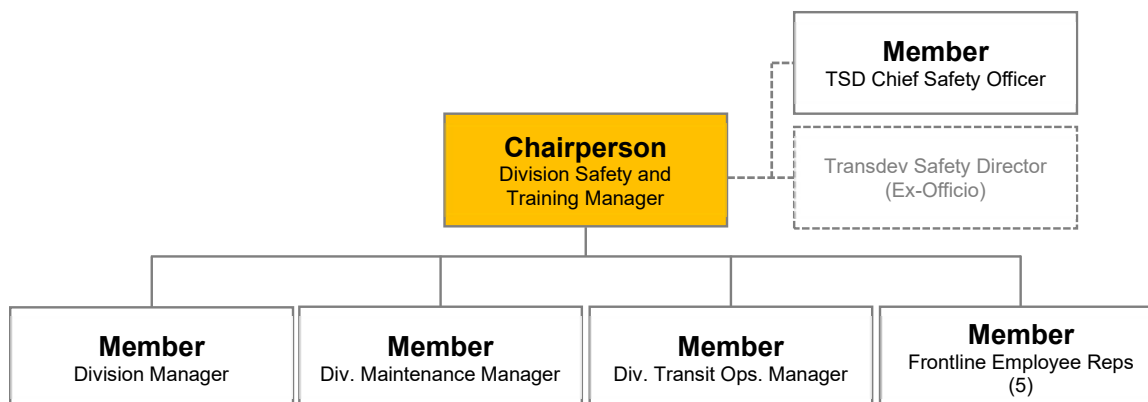 Member
TSD Chief Safety Officer
Chairperson
Division Safety and
Training Manager
Transdev Safety Director
(Ex-Officio)
Member
Division Manager
Member
Div. Maintenance Manager
Member
Div. Transit Ops. Manager
Member
Frontline Employee Reps
(5)